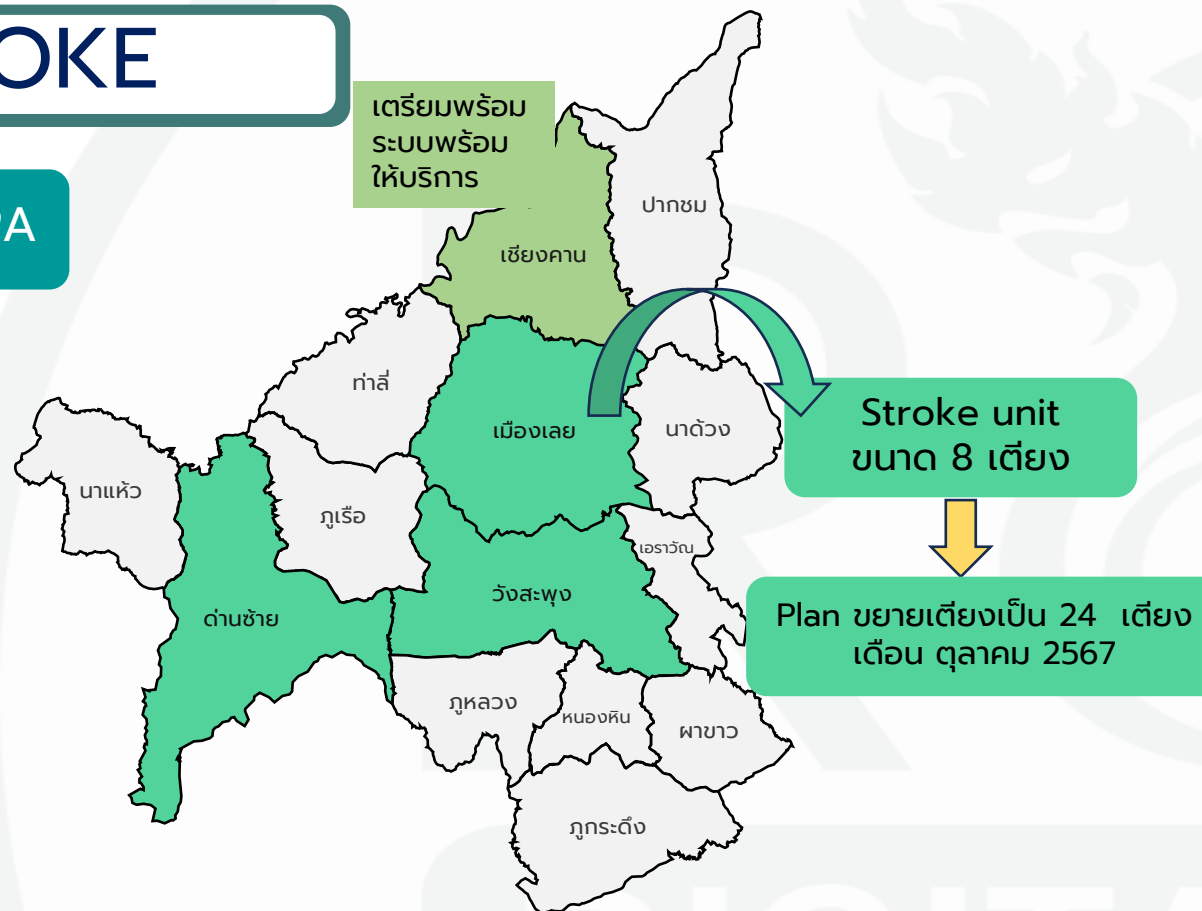 OKE
เตรียมพร้อม
ระบบพร้อม
ให้บริการ
PA
ปากชม
เชียงคาน
ท่าลี่
เมืองเลย
นาด้วง
Stroke unit
ขนาด 8 เตียง
นาแห้ว
ภูเรือ
เอราวัณ
วังสะพุง
ด่านซ้าย
Plan ขยายเตียงเป็น 24 เตียง
เดือน ตุลาคม 2567
ภูหลวง
หนองหิน
ผาขาว
ภูกระดึง